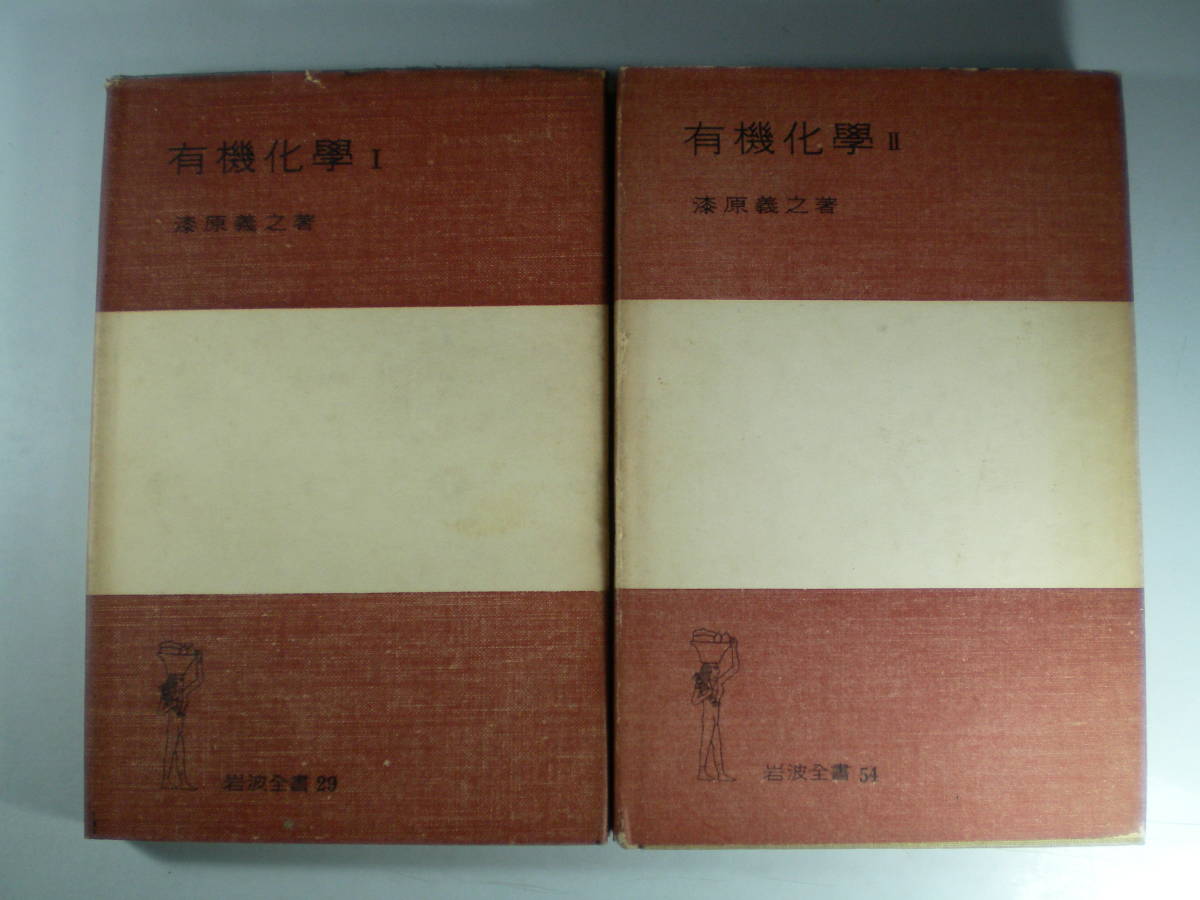 有機化學 I
漆原義之著
岩波全書 29
有機化學 II
漆原義之著
岩波全書 54